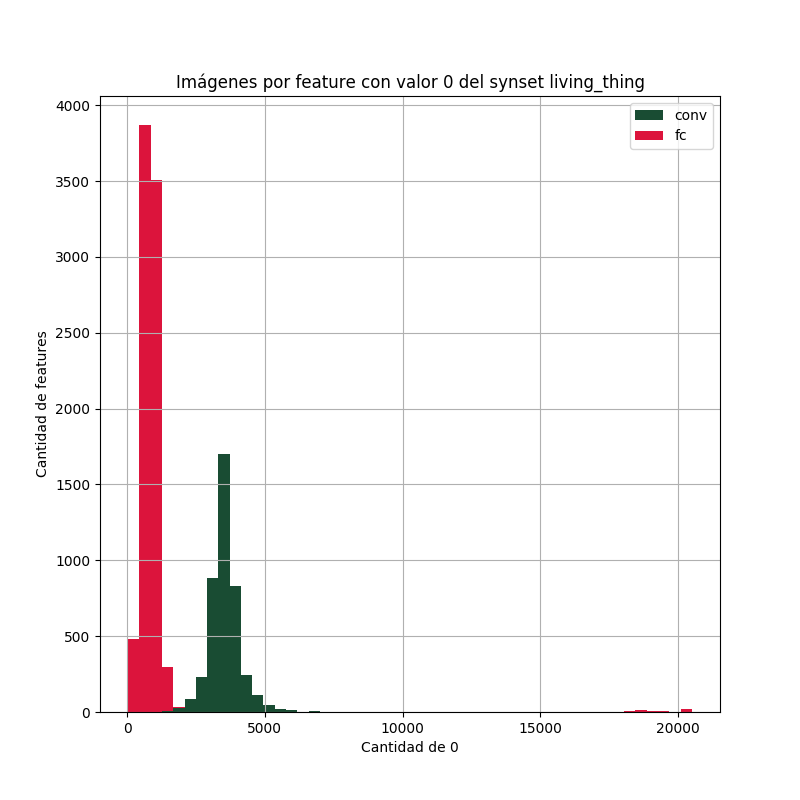 Imágenes por feature con valor 0 del synset living_thing
conv
fc
4000
3500
3000
2500
2000
1500
1000
500
0
Cantidad de features
0
5000
10000
15000
20000
Cantidad de 0